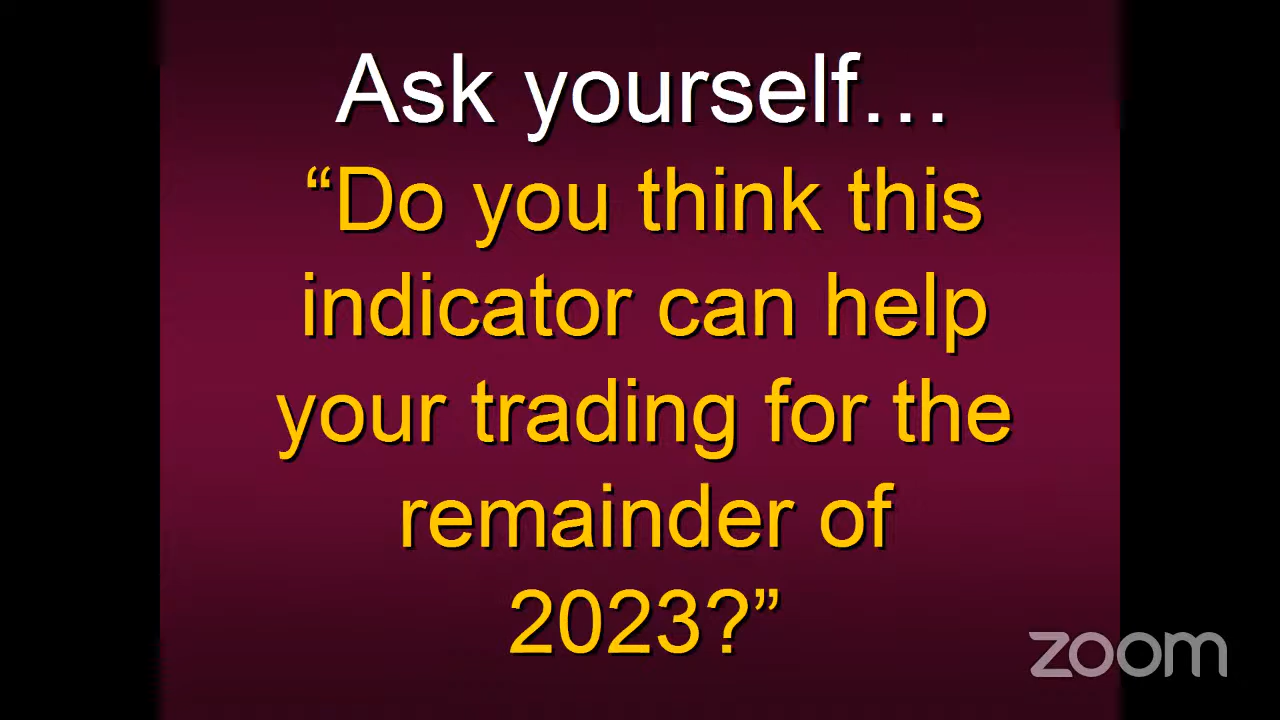 Ask yourself…
“Do you think this
indicator can help
your trading for the
remainder of
2023?”
zoom